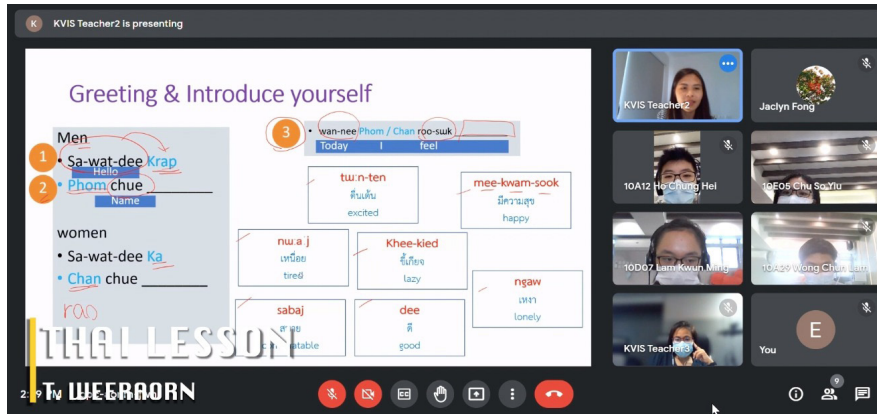 K KVIS Teacher2 is presenting
Greeting & Introduce yourself
Men
1 • Sa-wat-dee Krap
Hello
2 • Phom chue
Name
women
• Sa-wat-dee Ka
• Chan chue
3 • wan-nee Phom / Chan roo-sɯk
Today I feel
tɯ:n-ten
ตื่นเต้น
excited
mee-kwam-sook
มีความสุข
happy
nɯ:a j
เหนื่อย
tired
Khee-kied
ขี้เกียจ
lazy
ngaw
เหงา
lonely
sabaj
dee
ดี
good
THAI LESSON
T. WEERAORN
KVIS Teacher2
Jaclyn Fong
10A12 Ho Chung Hei
10E05 Chu So Yiu
10D07 Lam Kwun Ming
10A29 Wong Chun Lam
KVIS Teacher3
E
You
9